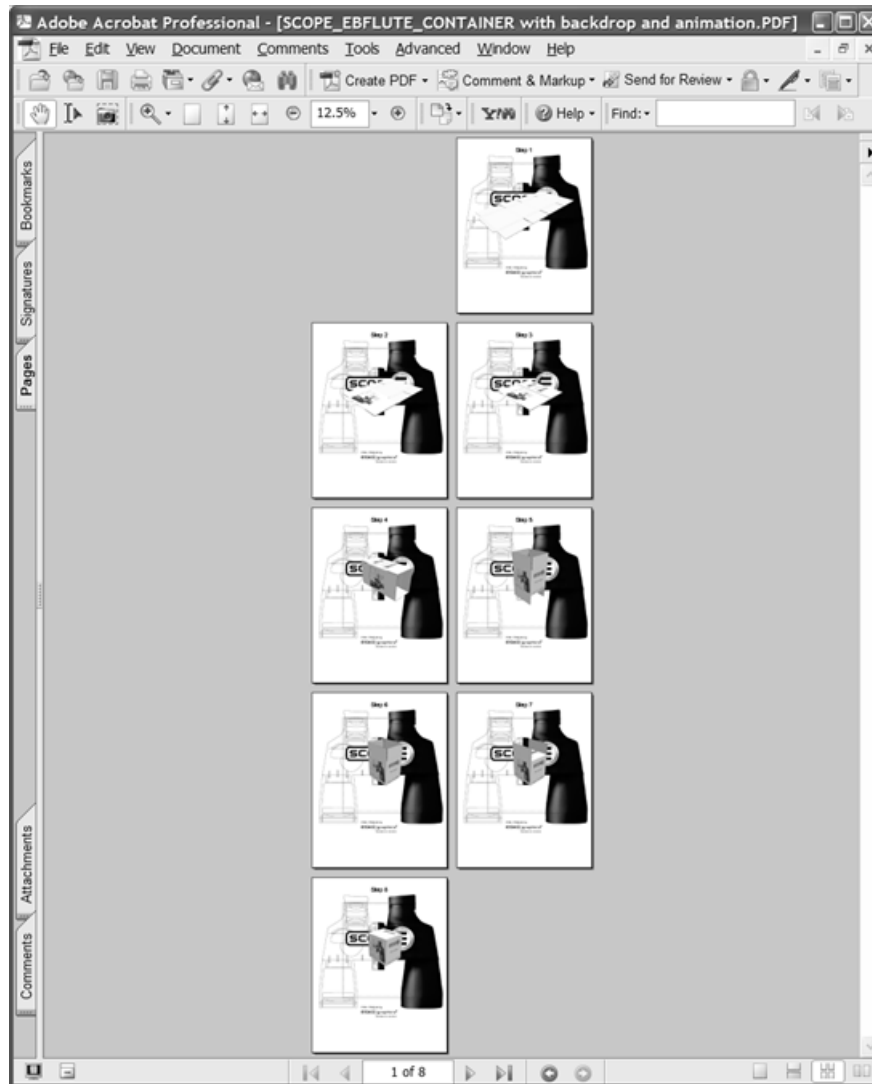 Adobe Acrobat Professional - [SCOPE_EBFLUTE_CONTAINER with backdrop and animation.PDF]
File Edit View Document Comments Tools Advanced Window Help
Create PDF Comment & Markup Send for Review
12.5% Help Find:
Bookmarks
Signatures
Pages
Attachments
Comments
Step 1
Step 2
Step 3
Step 4
Step 5
Step 6
Step 7
Step 8
1 of 8